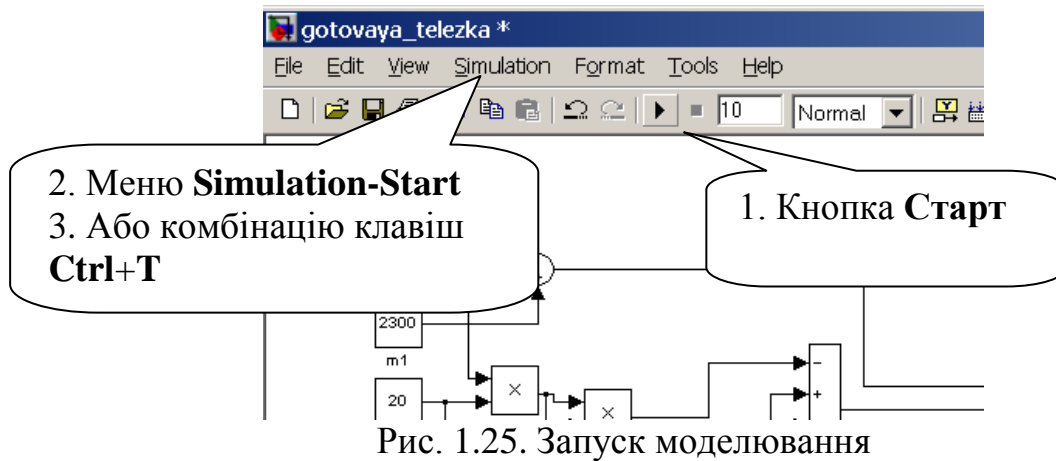 gotovaya_telezka *
File Edit View Simulation Format Tools Help
10 Normal
2. Меню Simulation-Start
3. Або комбінацію клавіш
Ctrl+T
1. Кнопка Старт
2300
m1
20
Рис. 1.25. Запуск моделювання